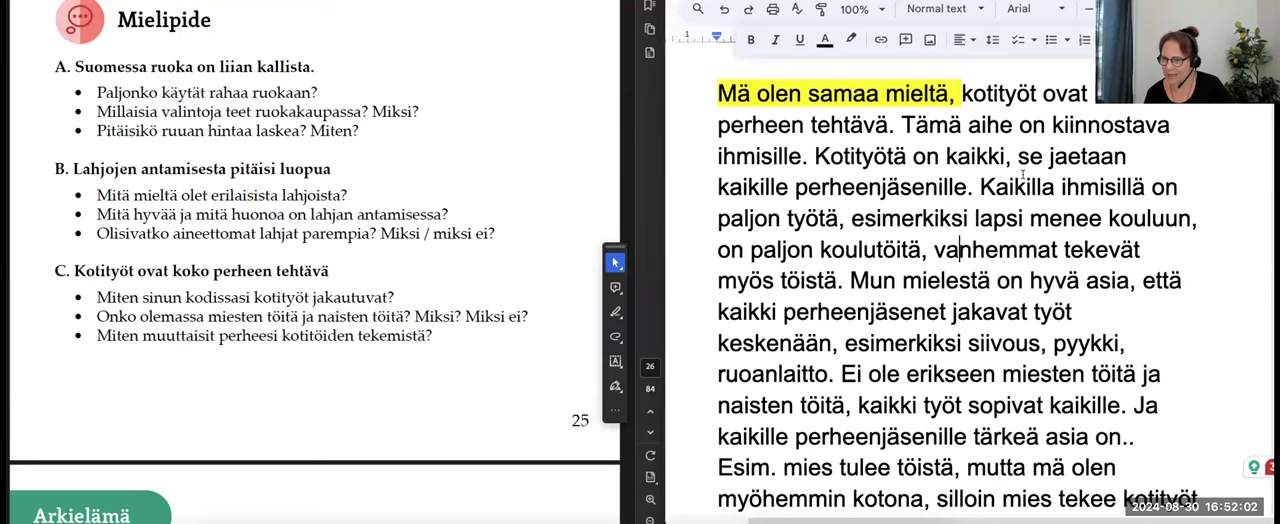 Mielipide
A. Suomessa ruoka on liian kallista.
• Paljonko käytät rahaa ruokaan?
• Millaisia valintoja teet ruokakaupassa? Miksi?
• Pitäisikö ruuan hintaa laskea? Miten?
B. Lahjojen antamisesta pitäisi luopua
• Mitä mieltä olet erilaisista lahjoista?
• Mitä hyvää ja mitä huonoa on lahjan antamisessa?
• Olisivatko aineettomat lahjat parempia? Miksi / miksi ei?
C. Kotityöt ovat koko perheen tehtävä
• Miten sinun kodissasi kotityöt jakautuvat?
• Onko olemassa miesten töitä ja naisten töitä? Miksi? Miksi ei?
• Miten muuttaisit perheesi kotitöiden tekemistä?
25
Arkielämä
26
84
100%
Normal text
Arial
1
B I U A
Mä olen samaa mieltä, kotityöt ovat
perheen tehtävä. Tämä aihe on kiinnostava
ihmisille. Kotityötä on kaikki, se jaetaan
kaikille perheenjäsenille. Kaikilla ihmisillä on
paljon työtä, esimerkiksi lapsi menee kouluun,
on paljon koulutöitä, vanhemmat tekevät
myös töistä. Mun mielestä on hyvä asia, että
kaikki perheenjäsenet jakavat työt
keskenään, esimerkiksi siivous, pyykki,
ruoanlaitto. Ei ole erikseen miesten töitä ja
naisten töitä, kaikki työt sopivat kaikille. Ja
kaikille perheenjäsenille tärkeä asia on..
Esim. mies tulee töistä, mutta mä olen
myöhemmin kotona, silloin mies tekee kotityöt
2024-08-30 16:52:02